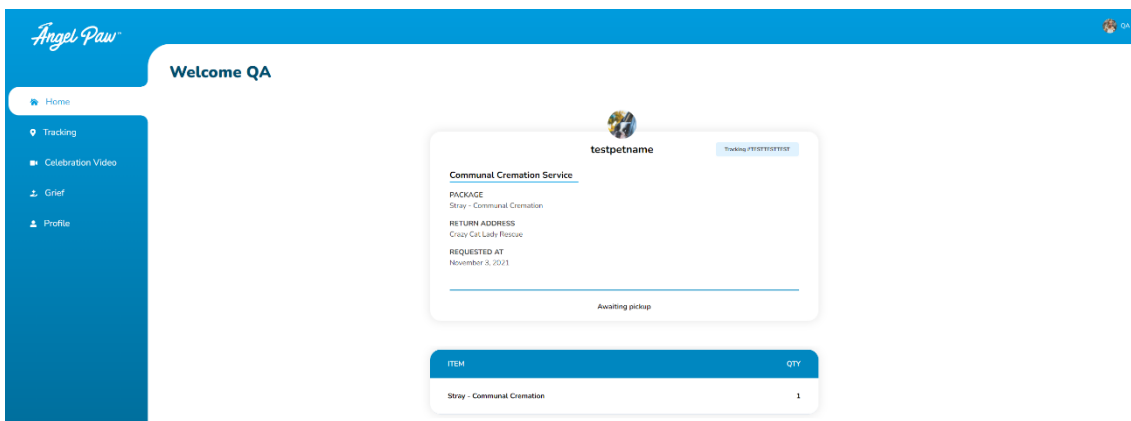 Angel Paw™
QA
Welcome QA
Home
Tracking
Celebration Video
Grief
Profile
testpetname
Tracking #TESTTESTTEST
Communal Cremation Service
PACKAGE
Stray - Communal Cremation
RETURN ADDRESS
Crazy Cat Lady Rescue
REQUESTED AT
November 3, 2021
Awaiting pickup
ITEM QTY
Stray - Communal Cremation 1